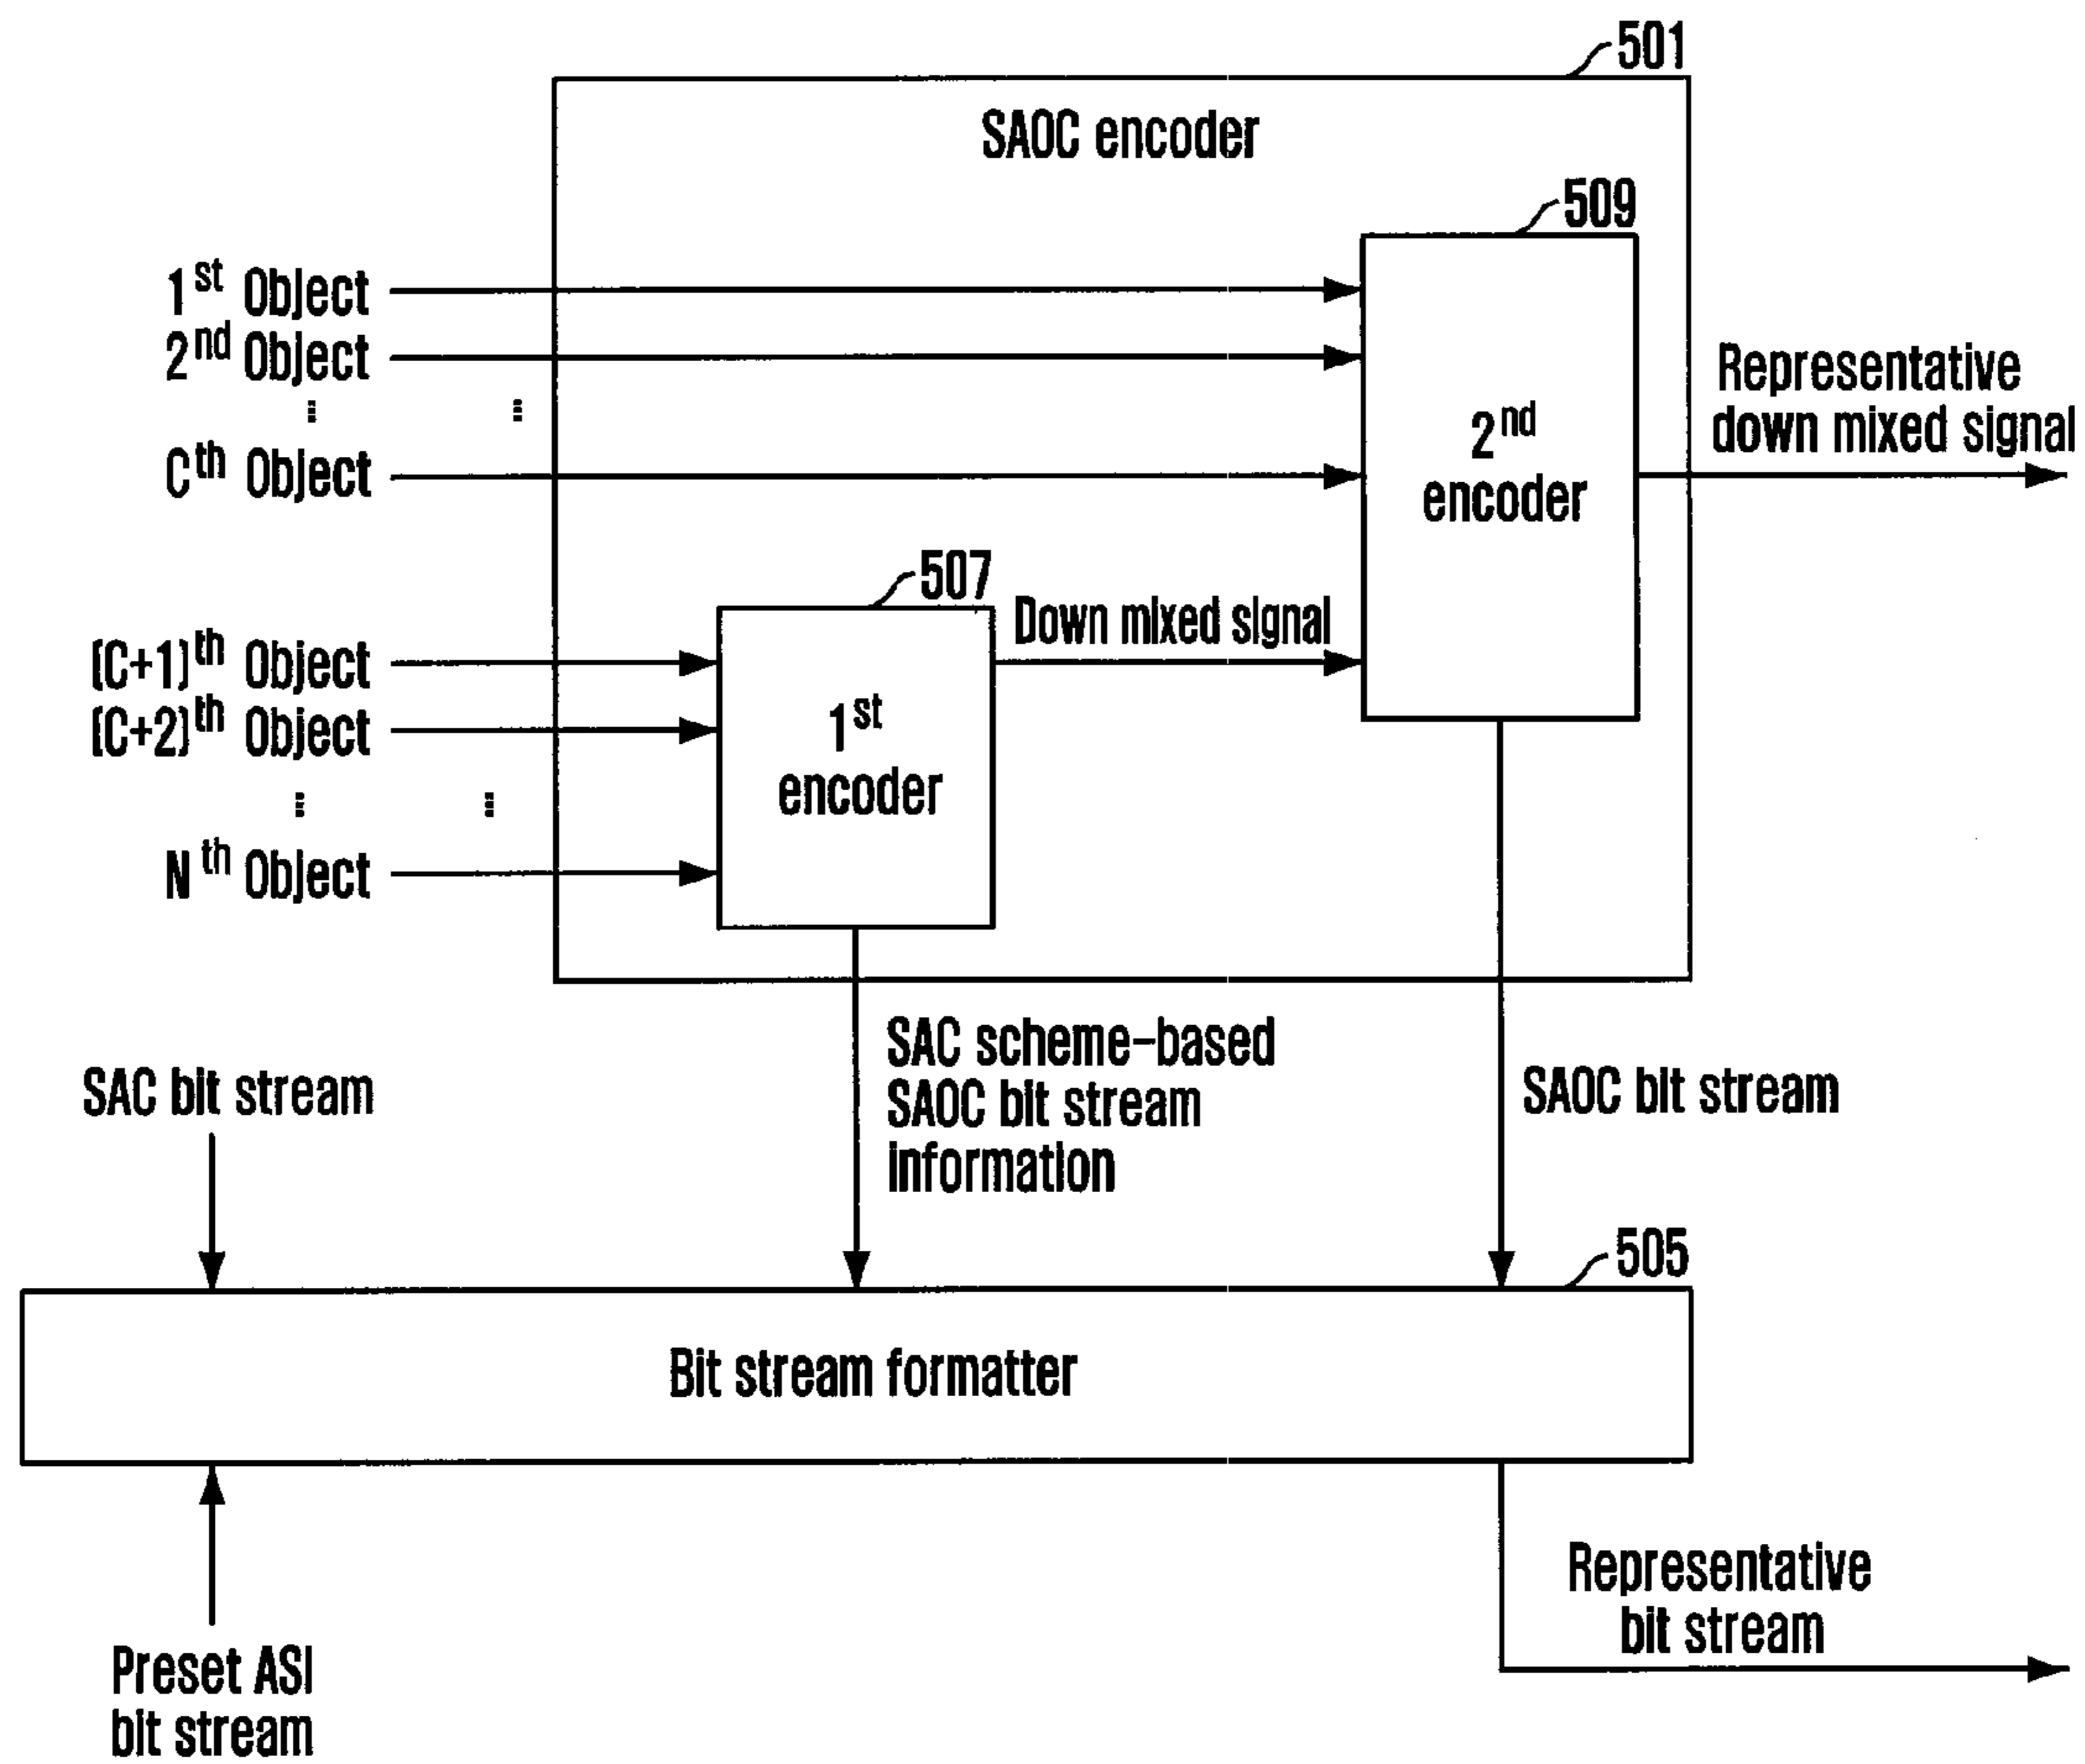 501
SAOC encoder
509
1st Object
2nd Object
... ...
Cth Object
2nd
encoder
Representative
down mixed signal
507
Down mixed signal
(C+1)th Object
(C+2)th Object
... ...
Nth Object
1st
encoder
SAC scheme-based
SAOC bit stream
information
SAC bit stream
SAOC bit stream
505
Bit stream formatter
Representative
bit stream
Preset ASI
bit stream